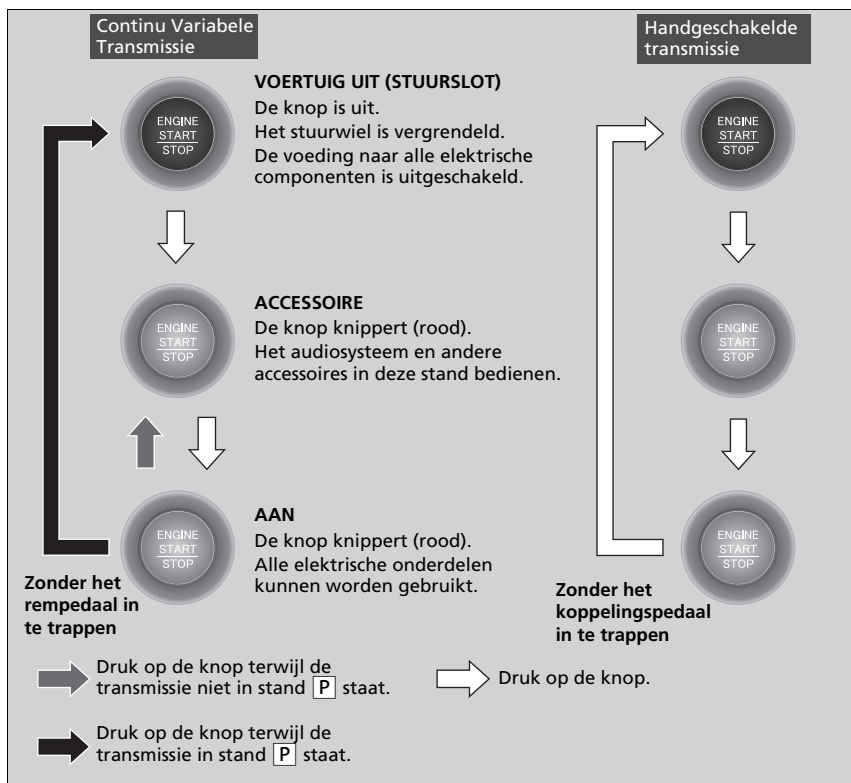 Continu Variabele
Transmissie
Handgeschakelde
transmissie
ENGINE
START
STOP
VOERTUIG UIT (STUURSLOT)
De knop is uit.
Het stuurwiel is vergrendeld.
De voeding naar alle elektrische
componenten is uitgeschakeld.
ENGINE
START
STOP
ENGINE
START
STOP
ACCESSOIRE
De knop knippert (rood).
Het audiosysteem en andere
accessoires in deze stand bedienen.
ENGINE
START
STOP
ENGINE
START
STOP
AAN
De knop knippert (rood).
Alle elektrische onderdelen
kunnen worden gebruikt.
ENGINE
START
STOP
Zonder het
rempedaal in
te trappen
Zonder het
koppelingspedaal
in te trappen
Druk op de knop terwijl de
transmissie niet in stand P staat.
Druk op de knop.
Druk op de knop terwijl de
transmissie in stand P staat.